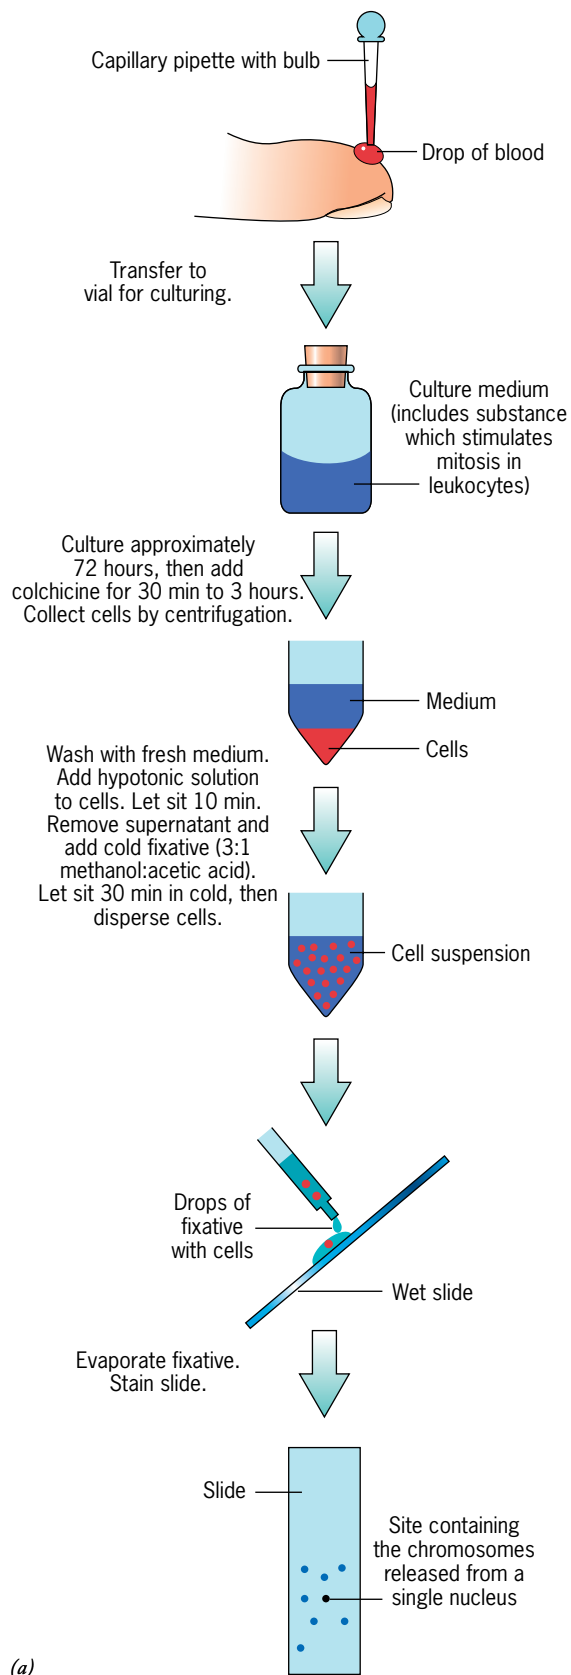 Capillary pipette with bulb
Drop of blood
Transfer to
vial for culturing.
Culture medium
(includes substance
which stimulates
mitosis in
leukocytes)
Culture approximately
72 hours, then add
colchicine for 30 min to 3 hours.
Collect cells by centrifugation.
Medium
Cells
Wash with fresh medium.
Add hypotonic solution
to cells. Let sit 10 min.
Remove supernatant and
add cold fixative (3:1
methanol:acetic acid).
Let sit 30 min in cold, then
disperse cells.
Cell suspension
Drops of
fixative
with cells
Wet slide
Evaporate fixative.
Stain slide.
Slide
Site containing
the chromosomes
released from a
single nucleus
(a)